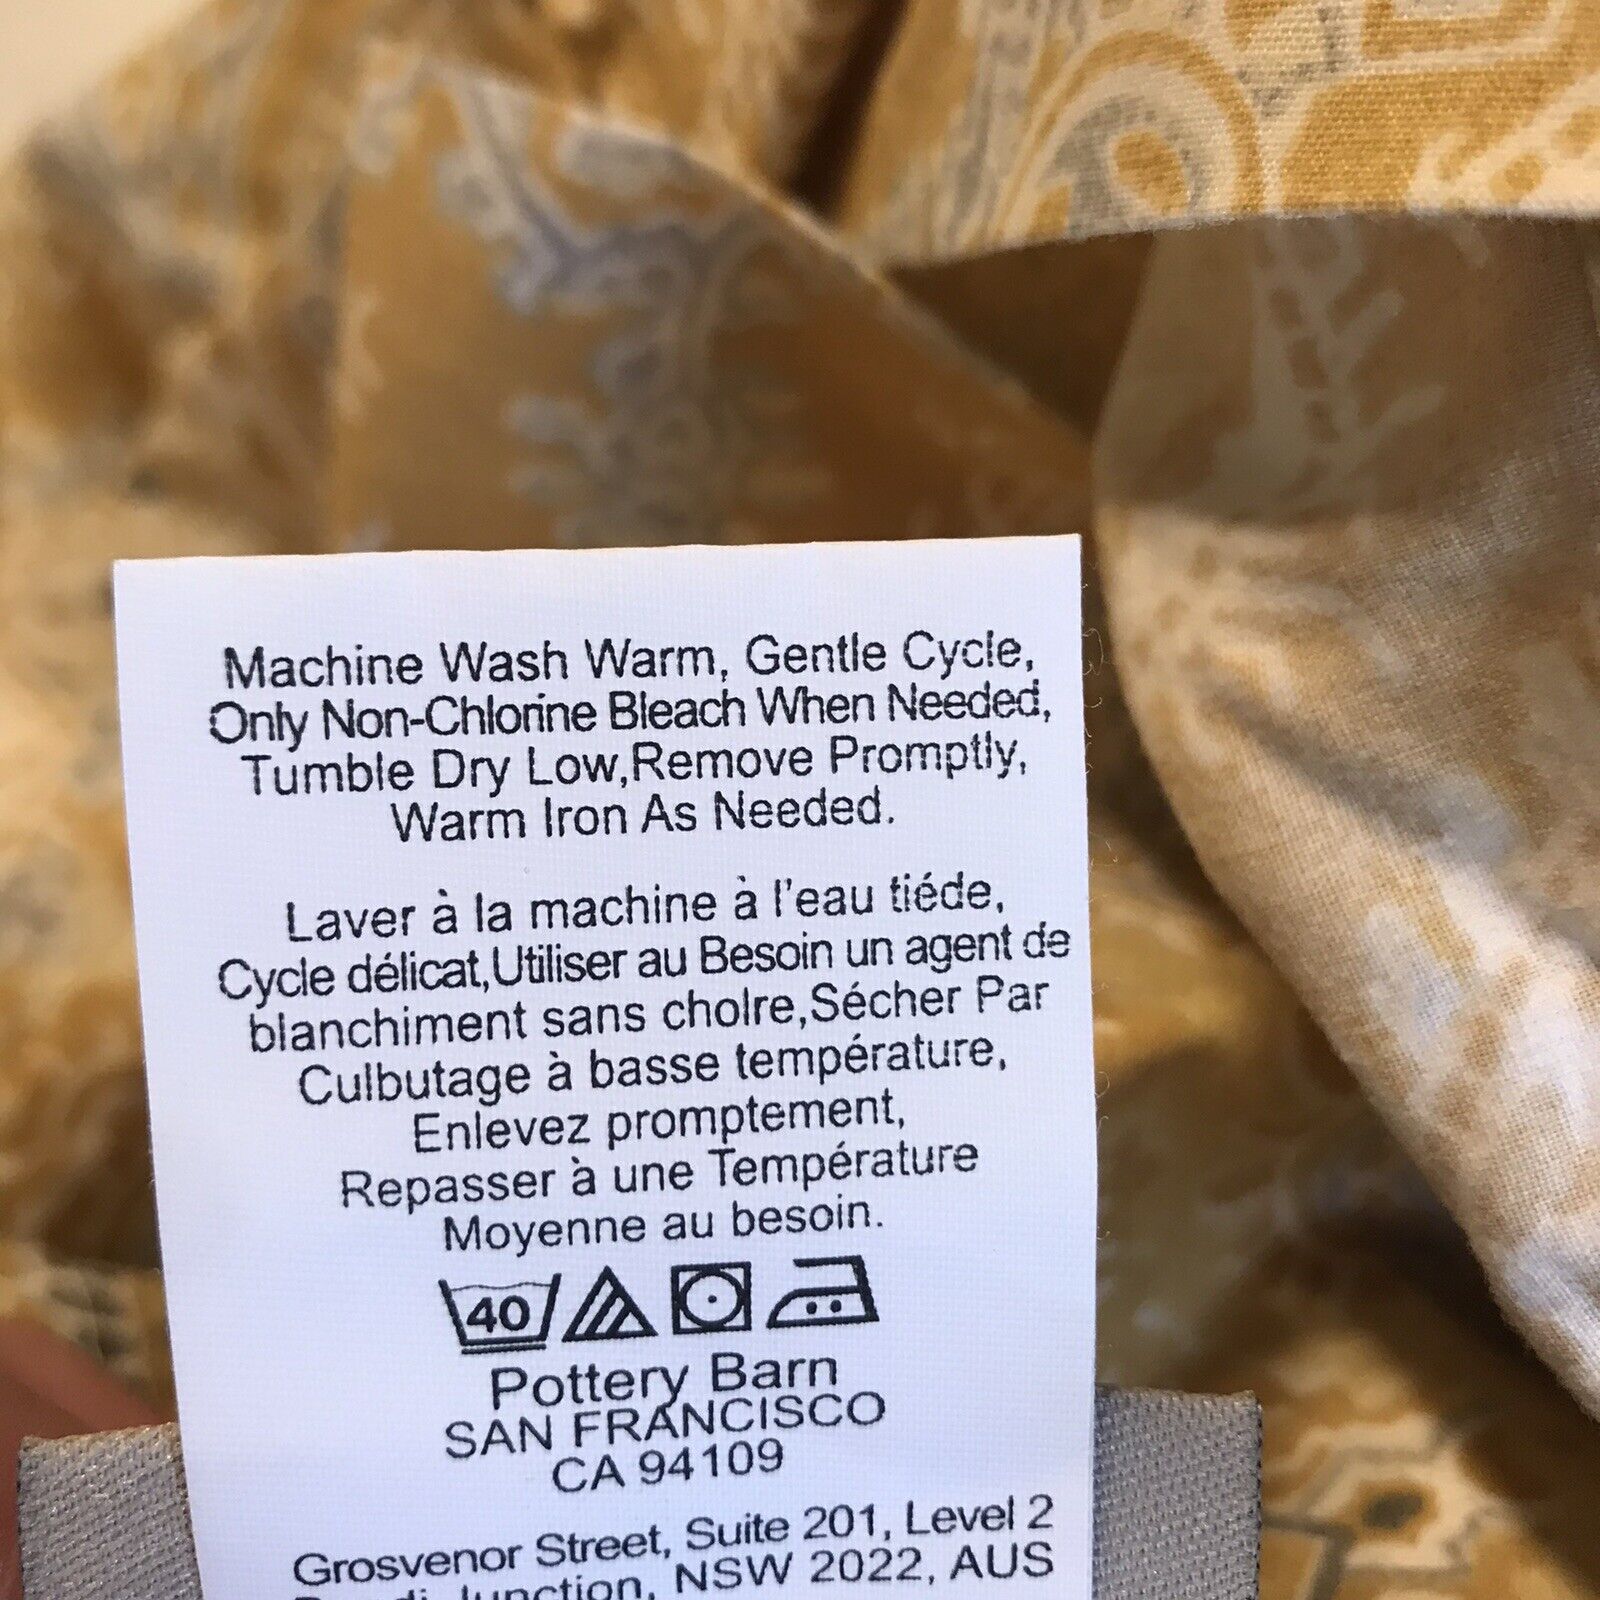 Machine Wash Warm, Gentle Cycle,
Only Non-Chlorine Bleach When Needed,
Tumble Dry Low,Remove Promptly,
Warm Iron As Needed.
Laver à la machine à l'eau tiéde,
Cycle délicat,Utiliser au Besoin un agent de
blanchiment sans cholre,Sécher Par
Culbutage à basse température,
Enlevez promptement,
Repasser à une Température
Moyenne au besoin.
40
Pottery Barn
SAN FRANCISCO
CA 94109
Grosvenor Street, Suite 201, Level 2
Junction, NSW 2022, AUS